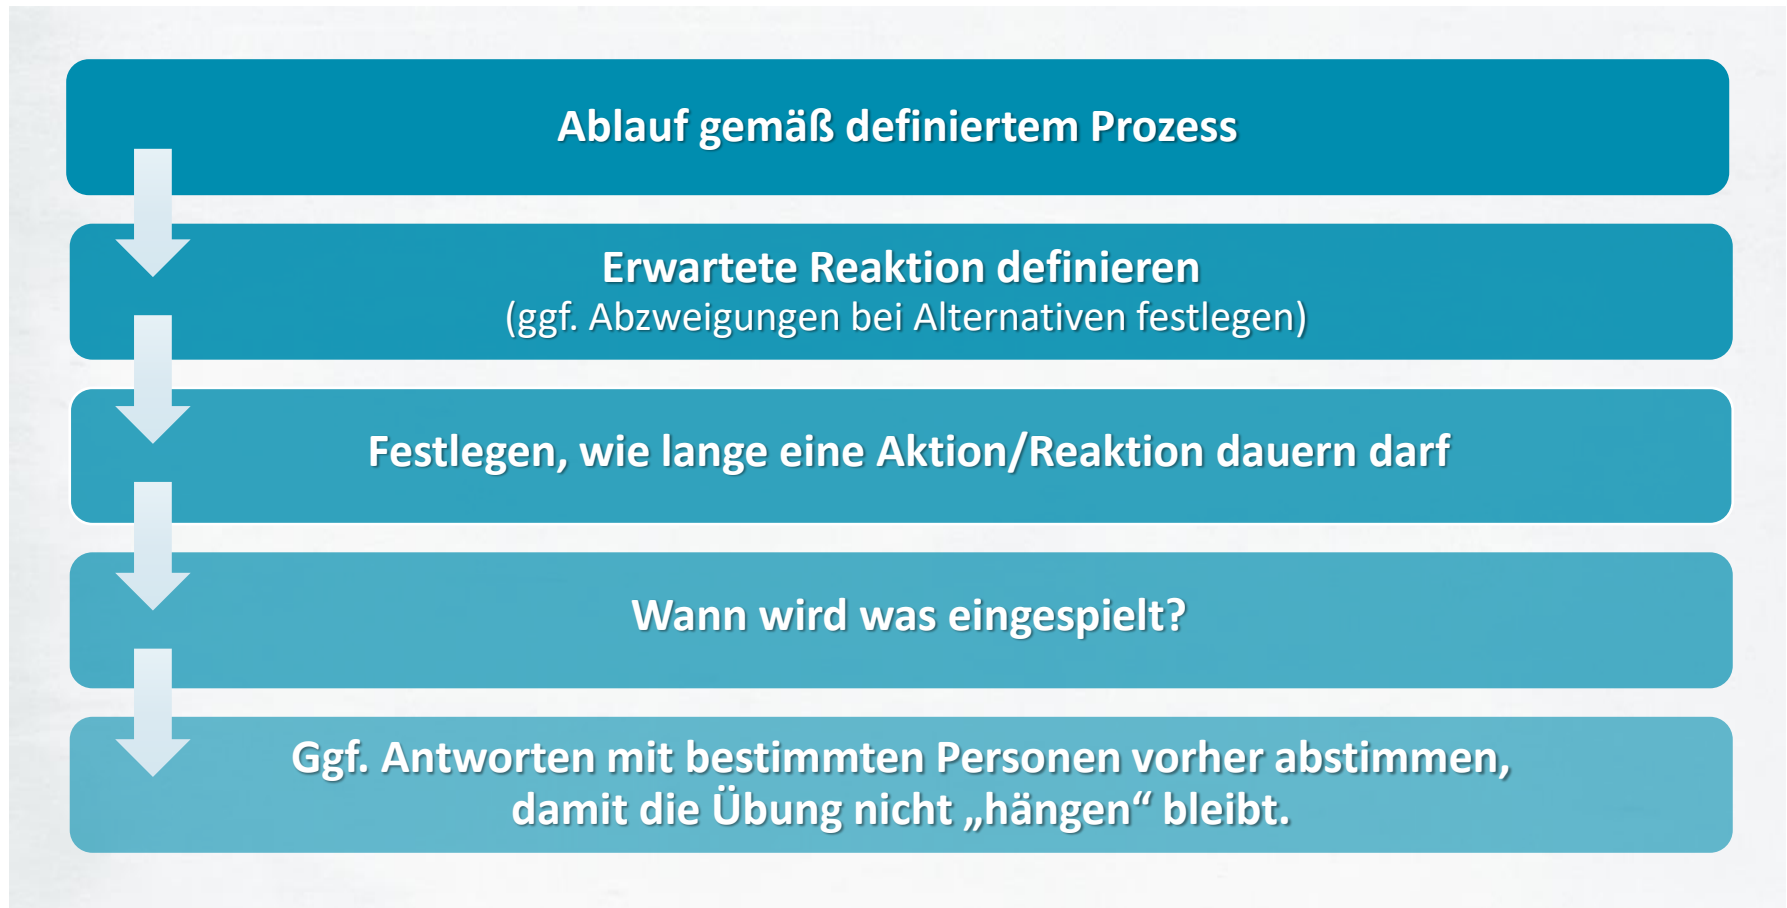 Ablauf gemäß definiertem Prozess
Erwartete Reaktion definieren
(ggf. Abzweigungen bei Alternativen festlegen)
Festlegen, wie lange eine Aktion/Reaktion dauern darf
Wann wird was eingespielt?
Ggf. Antworten mit bestimmten Personen vorher abstimmen,
damit die Übung nicht „hängen“ bleibt.